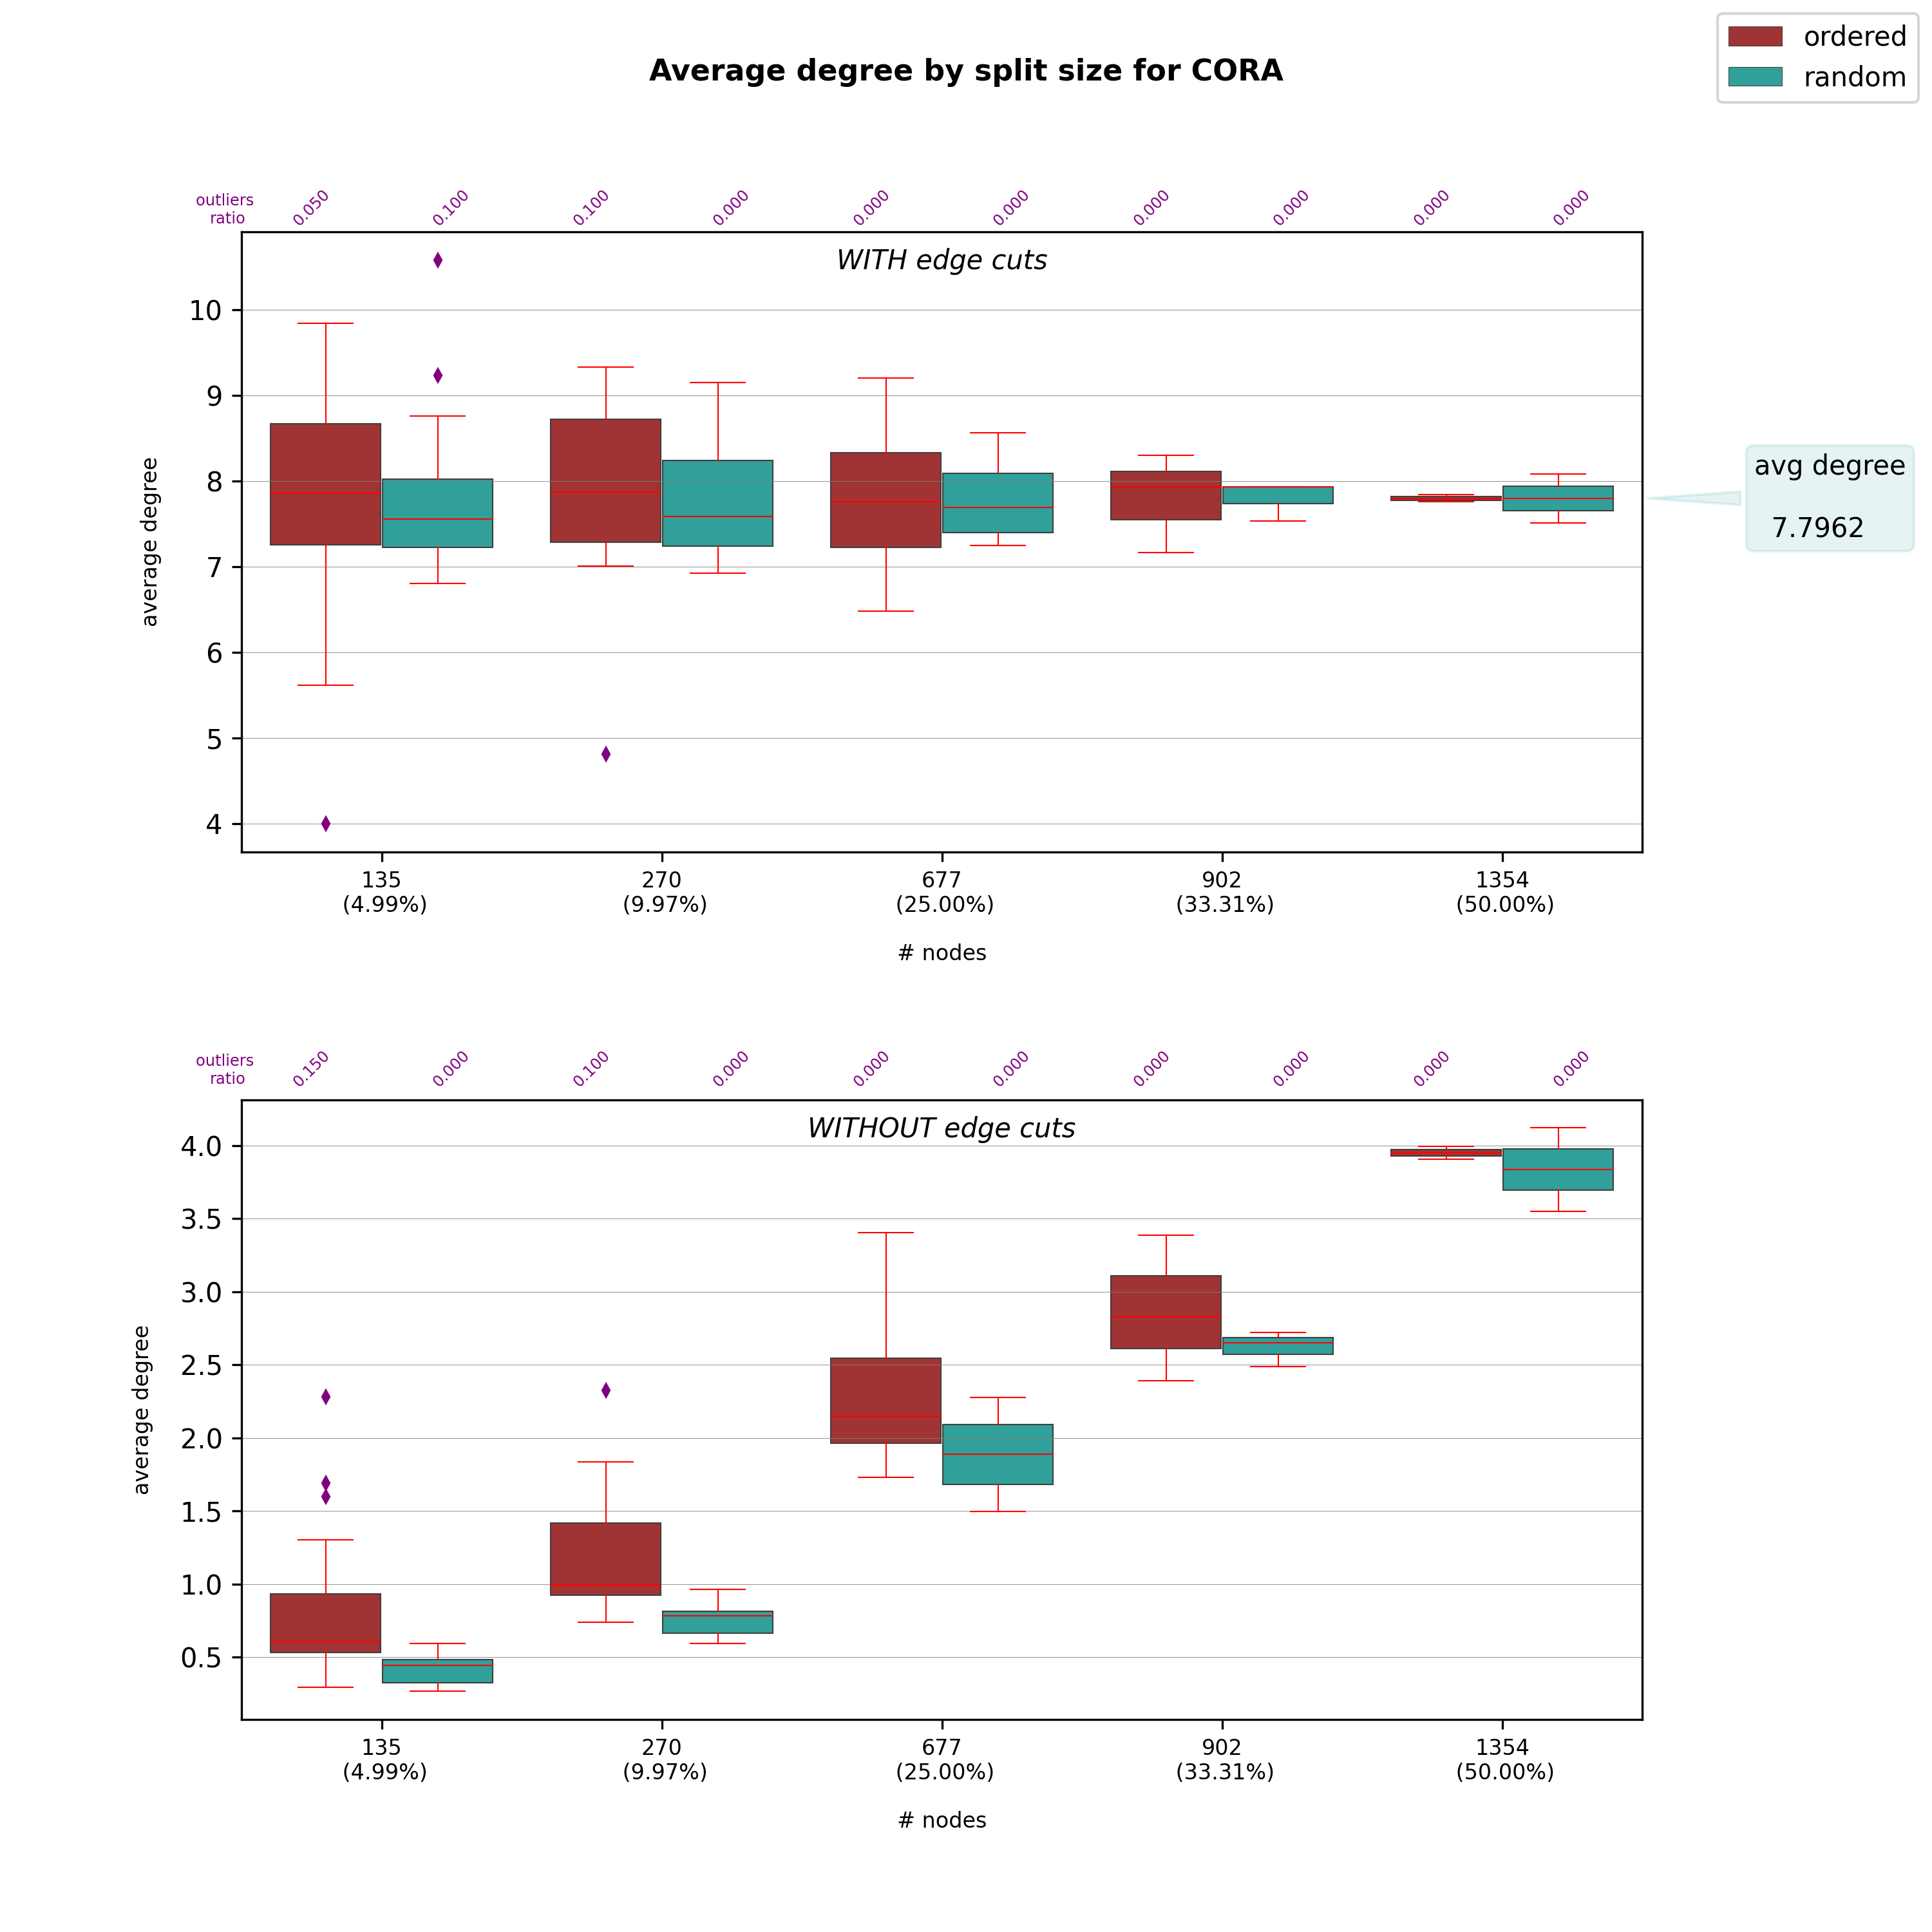 ordered
random
Average degree by split size for CORA
outliers
ratio
0.050 0.100 0.100 0.000 0.000 0.000 0.000 0.000 0.000 0.000
WITH edge cuts
10
9
8
7
6
5
4
average degree
avg degree
7.7962
135 270 677 902 1354
(4.99%) (9.97%) (25.00%) (33.31%) (50.00%)
# nodes
outliers
ratio
0.150 0.000 0.100 0.000 0.000 0.000 0.000 0.000 0.000 0.000
WITHOUT edge cuts
4.0
3.5
3.0
2.5
2.0
1.5
1.0
0.5
average degree
135 270 677 902 1354
(4.99%) (9.97%) (25.00%) (33.31%) (50.00%)
# nodes